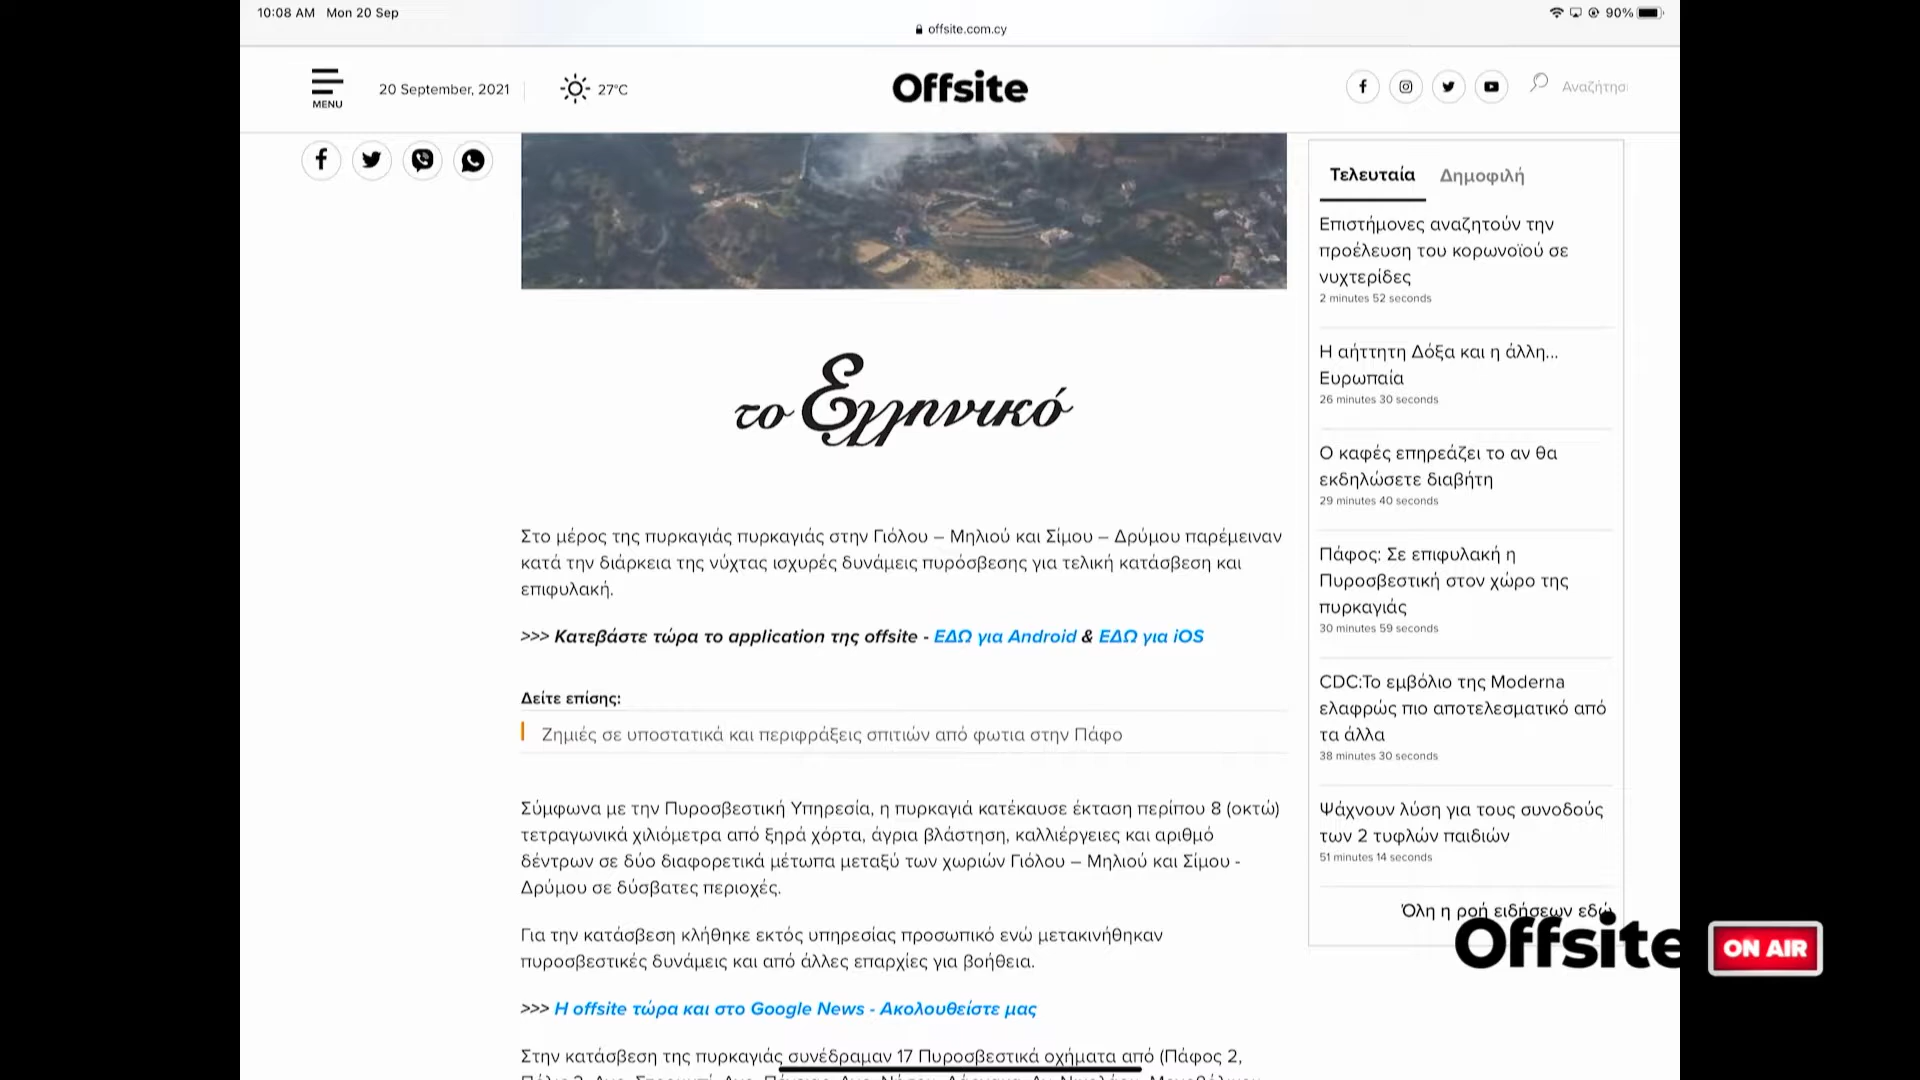 10:08 AM Mon 20 Sep
90%
offsite.com.cy
MENU
20 September, 2021
27°C
Offsite
Αναζήτησ
το Ελληνικό
Στο μέρος της πυρκαγιάς πυρκαγιάς στην Γιόλου – Μηλιού και Σίμου – Δρύμου παρέμειναν
κατά την διάρκεια της νύχτας ισχυρές δυνάμεις πυρόσβεσης για τελική κατάσβεση και
επιφυλακή.
>>> Κατεβάστε τώρα το application της offsite - ΕΔΩ για Android & ΕΔΩ για iOS
Δείτε επίσης:
Ζημιές σε υποστατικά και περιφράξεις σπιτιών από φωτια στην Πάφο
Σύμφωνα με την Πυροσβεστική Υπηρεσία, η πυρκαγιά κατέκαυσε έκταση περίπου 8 (οκτώ)
τετραγωνικά χιλιόμετρα από ξηρά χόρτα, άγρια βλάστηση, καλλιέργειες και αριθμό
δέντρων σε δύο διαφορετικά μέτωπα μεταξύ των χωριών Γιόλου – Μηλιού και Σίμου -
Δρύμου σε δύσβατες περιοχές.
Για την κατάσβεση κλήθηκε εκτός υπηρεσίας προσωπικό ενώ μετακινήθηκαν
πυροσβεστικές δυνάμεις και από άλλες επαρχίες για βοήθεια.
>>> Η offsite τώρα και στο Google News - Ακολουθείστε μας
Στην κατάσβεση της πυρκαγιάς συνέδραμαν 17 Πυροσβεστικά οχήματα από (Πάφος 2,
Τελευταία Δημοφιλή
Επιστήμονες αναζητούν την
προέλευση του κορωνοϊού σε
νυχτερίδες
2 minutes 52 seconds
Η αήττητη Δόξα και η άλλη...
Ευρωπαία
26 minutes 30 seconds
Ο καφές επηρεάζει το αν θα
εκδηλώσετε διαβήτη
29 minutes 40 seconds
Πάφος: Σε επιφυλακή η
Πυροσβεστική στον χώρο της
πυρκαγιάς
30 minutes 59 seconds
CDC:Το εμβόλιο της Moderna
ελαφρώς πιο αποτελεσματικό από
τα άλλα
38 minutes 30 seconds
Ψάχνουν λύση για τους συνοδούς
των 2 τυφλών παιδιών
51 minutes 14 seconds
Όλη η ροή ειδήσεων εδώ
Offsite
ON AIR